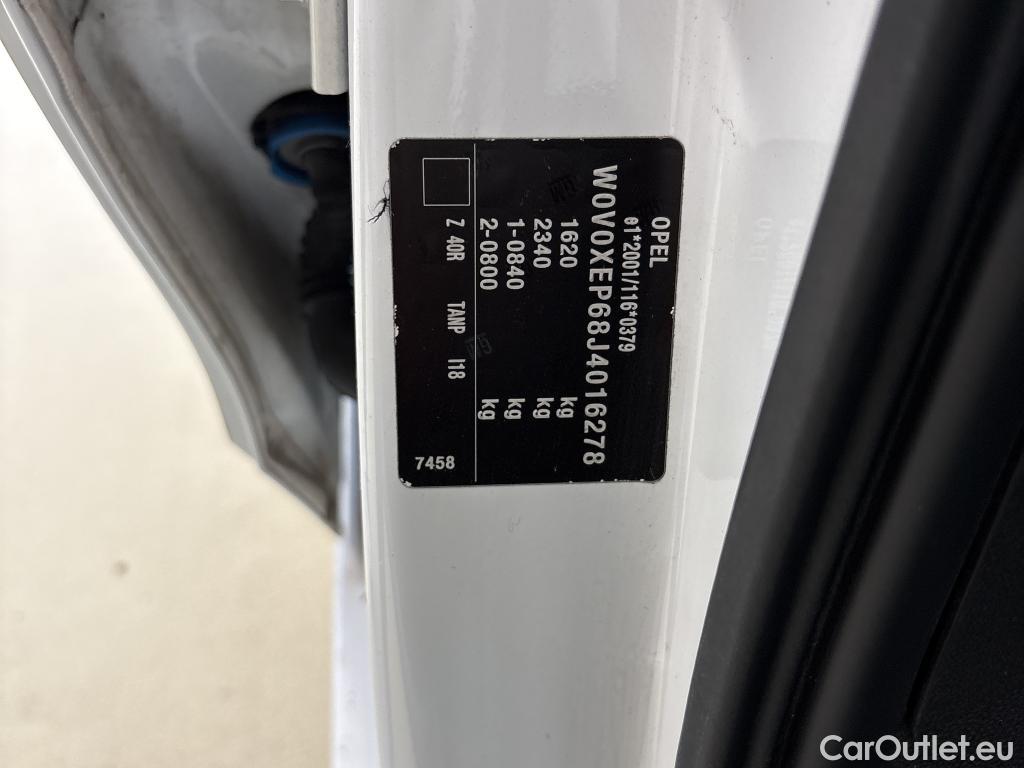 OPEL
e1*2001/116*0379
W0V0XEP68J4016278
1620 kg
2340 kg
1-0840 kg
2-0800 kg
Z 40R TANP I18
7458
CarOutlet.eu